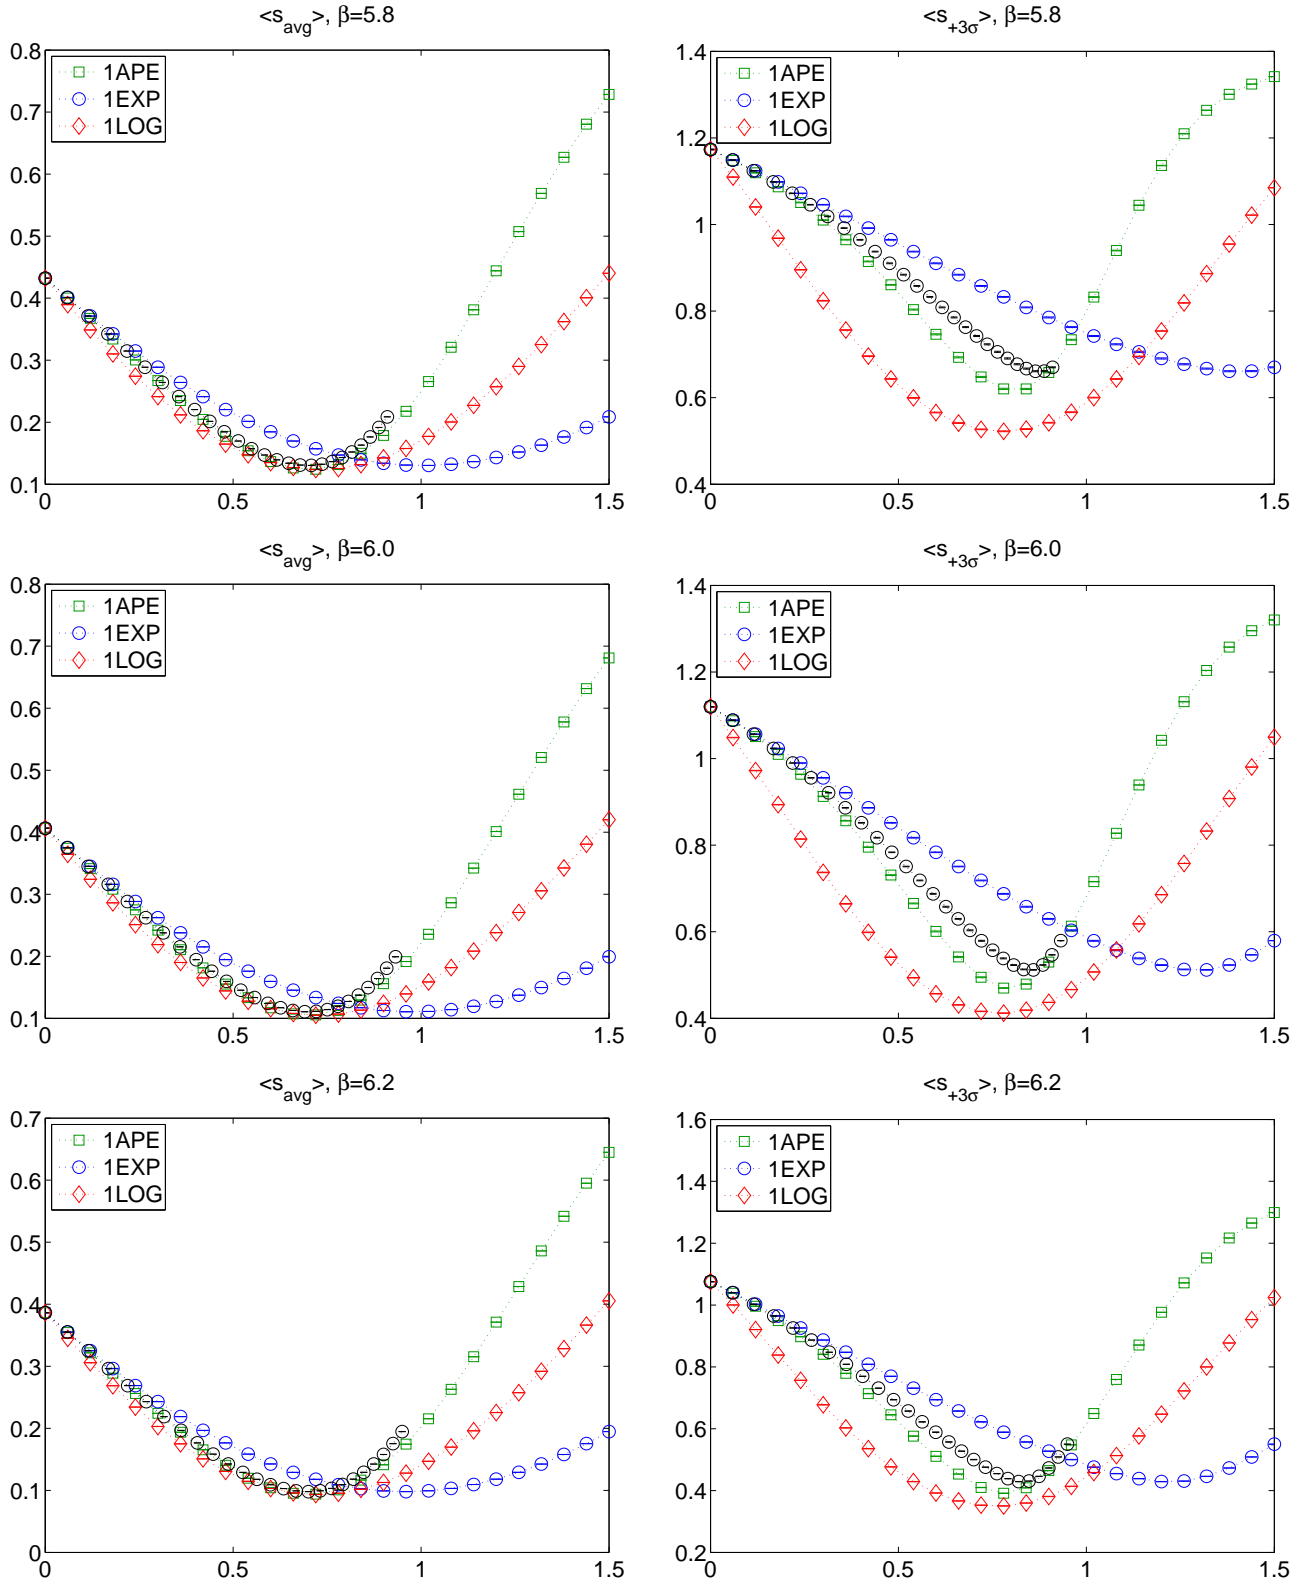 <s_avg>, β=5.8
0.8
0.7
0.6
0.5
0.4
0.3
0.2
0.1
0
0.5
1
1.5
1APE
1EXP
1LOG
<s_+3σ>, β=5.8
1.4
1.2
1
0.8
0.6
0.4
0
0.5
1
1.5
1APE
1EXP
1LOG
<s_avg>, β=6.0
0.8
0.7
0.6
0.5
0.4
0.3
0.2
0.1
0
0.5
1
1.5
1APE
1EXP
1LOG
<s_+3σ>, β=6.0
1.4
1.2
1
0.8
0.6
0.4
0
0.5
1
1.5
1APE
1EXP
1LOG
<s_avg>, β=6.2
0.7
0.6
0.5
0.4
0.3
0.2
0.1
0
0
0.5
1
1.5
1APE
1EXP
1LOG
<s_+3σ>, β=6.2
1.6
1.4
1.2
1
0.8
0.6
0.4
0.2
0
0.5
1
1.5
1APE
1EXP
1LOG